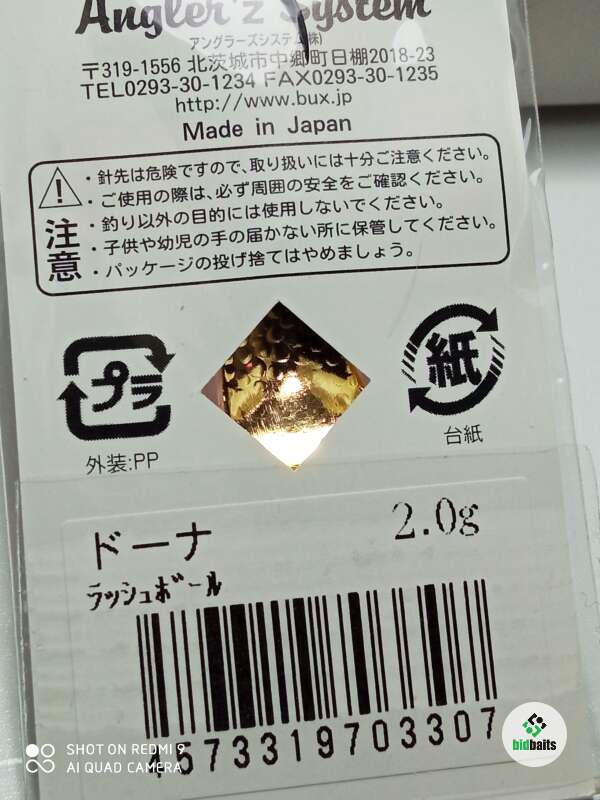 Angler'z System
アングラーズシステム㈱
〒319-1556 北茨城市中郷町日棚2018-23
TEL0293-30-1234 FAX0293-30-1235
http://www.bux.jp
Made in Japan
注意
・針先は危険ですので、取り扱いには十分ご注意ください。
・ご使用の際は、必ず周囲の安全をご確認ください。
・釣り以外の目的には使用しないでください。
・子供や幼児の手の届かない所に保管してください。
・パッケージの投げ捨てはやめましょう。
プラ
外装:PP
紙
台紙
ドーナ 2.0g
ラッシュボール
4573319703307
SHOT ON REDMI 9
AI QUAD CAMERA
bidbaits